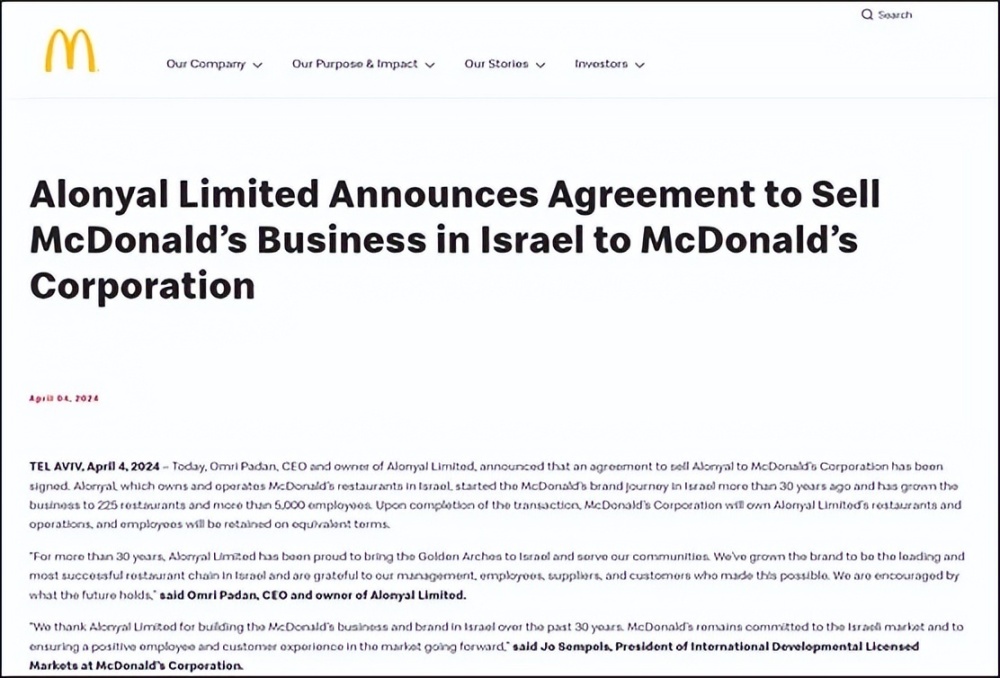 Search
Our Company
Our Purpose & Impact
Our Stories
Investors
Alonyal Limited Announces Agreement to Sell
McDonald's Business in Israel to McDonald's
Corporation
April 04, 2024
TEL AVIV, April 4, 2024 – Today, Omri Padan, CEO and owner of Alonyal Limited, announced that an agreement to sell Alonyal to McDonald's Corporation has been
signed. Alonyal, which owns and operates McDonald's restaurants in Israel, started the McDonald's brand journey in Israel more than 30 years ago and has grown the
business to 225 restaurants and more than 5,000 employees. Upon completion of the transaction, McDonald's Corporation will own Alonyal Limited's restaurants and
operations, and employees will be retained on equivalent terms.
"For more than 30 years, Alonyal Limited has been proud to bring the Golden Arches to Israel and serve our communities. We've grown the brand to be the leading and
most successful restaurant chain in Israel and are grateful to our management, employees, suppliers, and customers who made this possible. We are encouraged by
what the future holds," said Omri Padan, CEO and owner of Alonyal Limited.
"We thank Alonyal Limited for building the McDonald's business and brand in Israel over the past 30 years. McDonald's remains committed to the Israeli market and to
ensuring a positive employee and customer experience in the market going forward," said Jo Sempels, President of International Developmental Licensed
Markets at McDonald's Corporation.